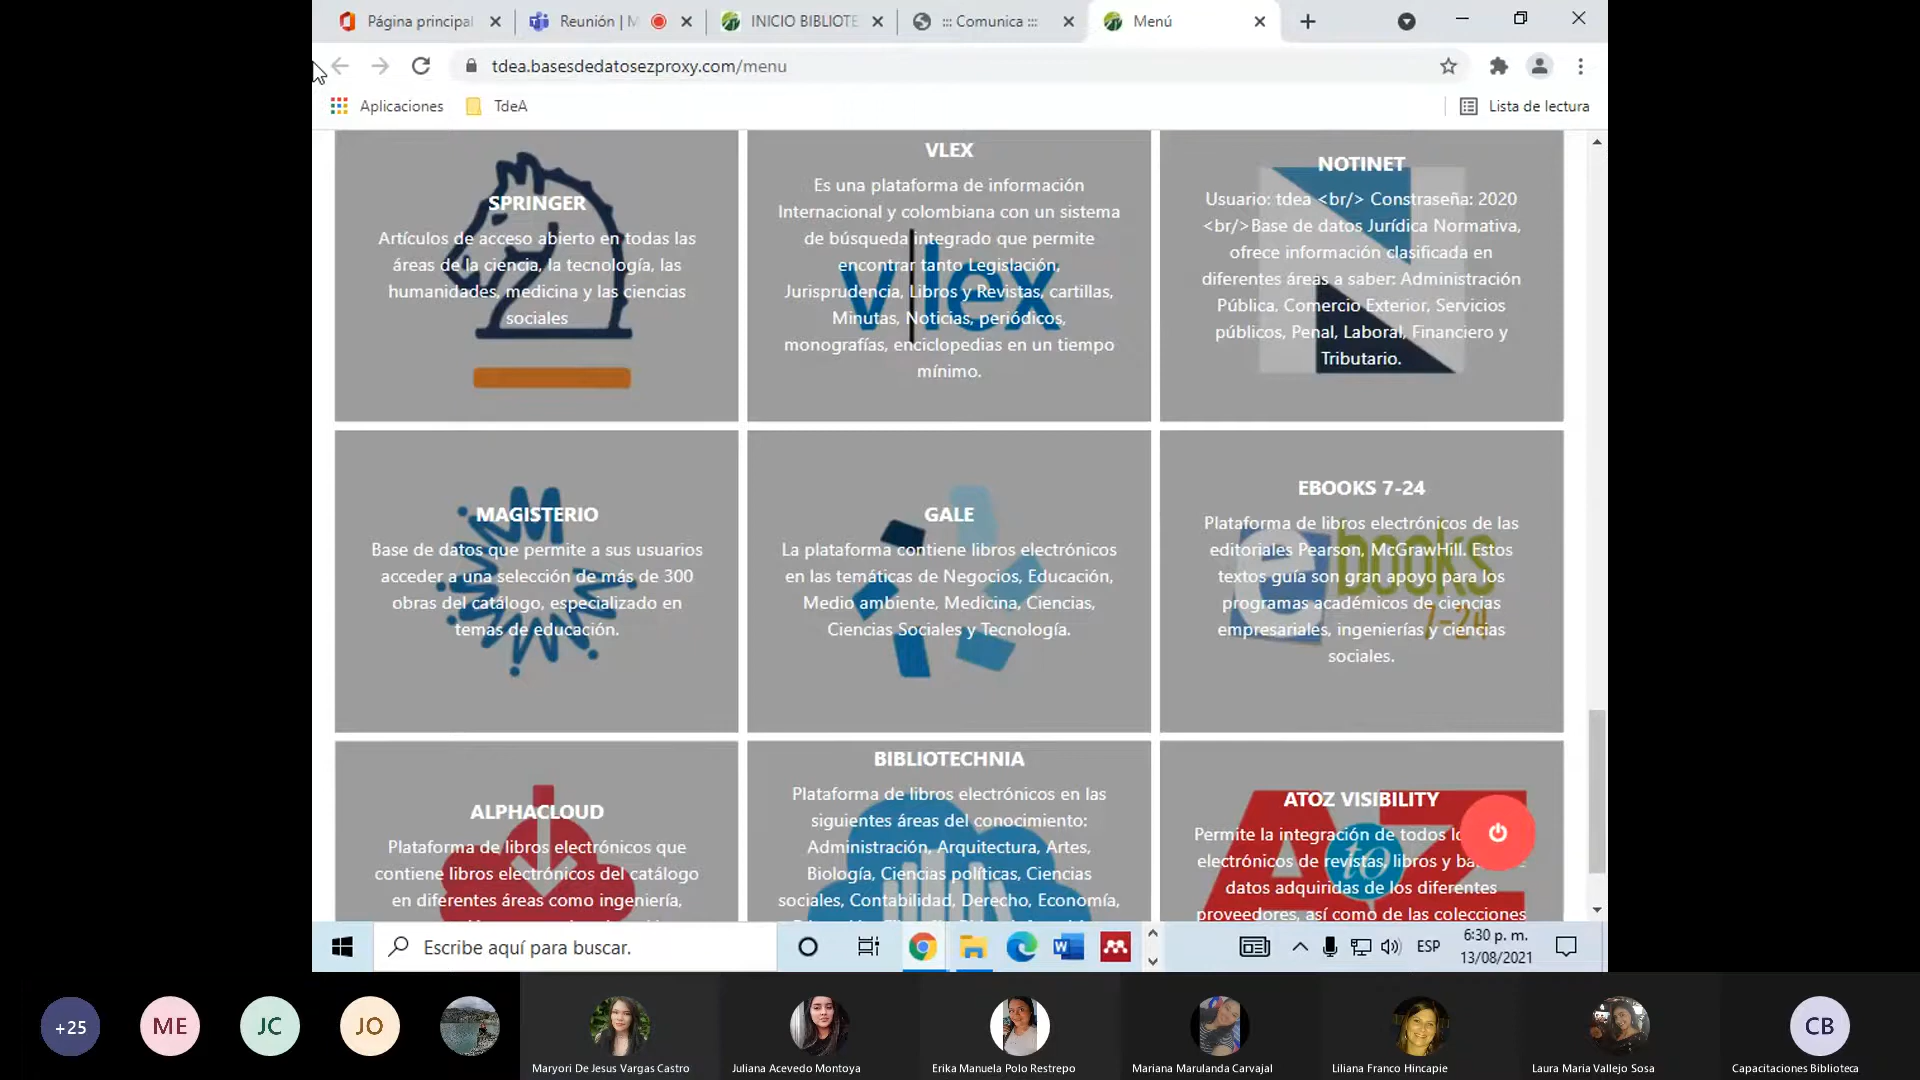 Página principal
Reunión | M
INICIO BIBLIOTE
::: Comunica :::
Menú
tdea.basesdedatosezproxy.com/menu
Aplicaciones
TdeA
Lista de lectura
SPRINGER
Artículos de acceso abierto en todas las
áreas de la ciencia, la tecnología, las
humanidades, medicina y las ciencias
sociales
VLEX
Es una plataforma de información
Internacional y colombiana con un sistema
de búsqueda integrado que permite
encontrar tanto Legislación,
Jurisprudencia, Libros y Revistas, cartillas,
Minutas, Noticias, periódicos,
monografías, enciclopedias en un tiempo
mínimo.
vlex
NOTINET
Usuario: tdea <br/> Constraseña: 2020
<br/>Base de datos Jurídica Normativa,
ofrece información clasificada en
diferentes áreas a saber: Administración
Pública, Comercio Exterior, Servicios
públicos, Penal, Laboral, Financiero y
Tributario.
MAGISTERIO
Base de datos que permite a sus usuarios
acceder a una selección de más de 300
obras del catálogo, especializado en
temas de educación.
GALE
La plataforma contiene libros electrónicos
en las temáticas de Negocios, Educación,
Medio ambiente, Medicina, Ciencias,
Ciencias Sociales y Tecnología.
EBOOKS 7-24
Plataforma de libros electrónicos de las
editoriales Pearson, McGrawHill. Estos
textos guía son gran apoyo para los
programas académicos de ciencias
empresariales, ingenierías y ciencias
sociales.
e books
7-24
ALPHACLOUD
Plataforma de libros electrónicos que
contiene libros electrónicos del catálogo
en diferentes áreas como ingeniería,
BIBLIOTECHNIA
Plataforma de libros electrónicos en las
siguientes áreas del conocimiento:
Administración, Arquitectura, Artes,
Biología, Ciencias políticas, Ciencias
sociales, Contabilidad, Derecho, Economía,
ATOZ VISIBILITY
Permite la integración de todos lo
electrónicos de revistas, libros y ba
datos adquiridas de los diferentes
proveedores, así como de las colecciones
A to Z
Escribe aquí para buscar.
ESP
6:30 p. m.
13/08/2021
+25
ME
JC
JO
CB
Maryori De Jesus Vargas Castro
Juliana Acevedo Montoya
Erika Manuela Polo Restrepo
Mariana Marulanda Carvajal
Liliana Franco Hincapie
Laura Maria Vallejo Sosa
Capacitaciones Biblioteca